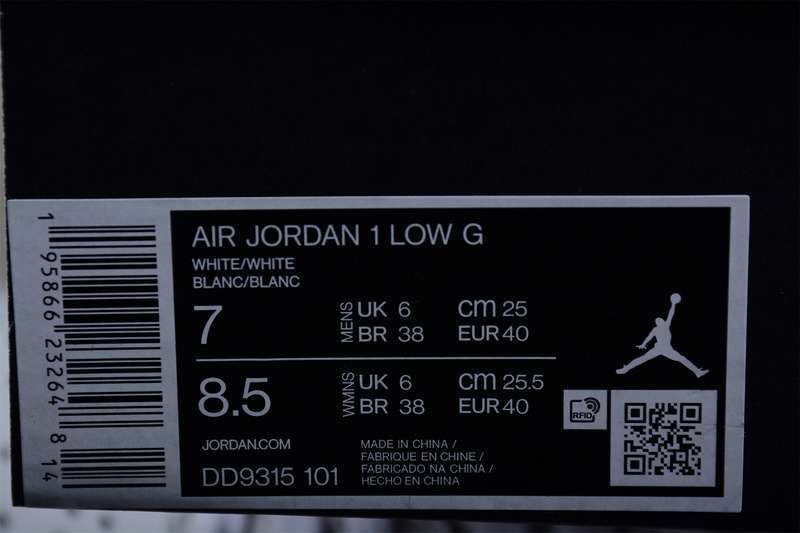 AIR JORDAN 1 LOW G
WHITE/WHITE
BLANC/BLANC
7
MENS
UK 6 cm 25
BR 38 EUR 40
8.5
WMNS
UK 6 cm 25.5
BR 38 EUR 40
RFID
JORDAN.COM
DD9315 101
MADE IN CHINA /
FABRIQUE EN CHINE /
FABRICADO NA CHINA /
HECHO EN CHINA
1 95866 23264 8 14